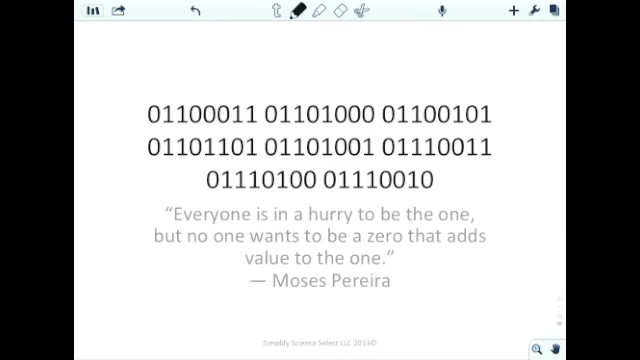 01100011 01101000 01100101
01101101 01101001 01110011
01110100 01110010
“Everyone is in a hurry to be the one,
but no one wants to be a zero that adds
value to the one.”
— Moses Pereira
Simplify Science Select LLC 2013©